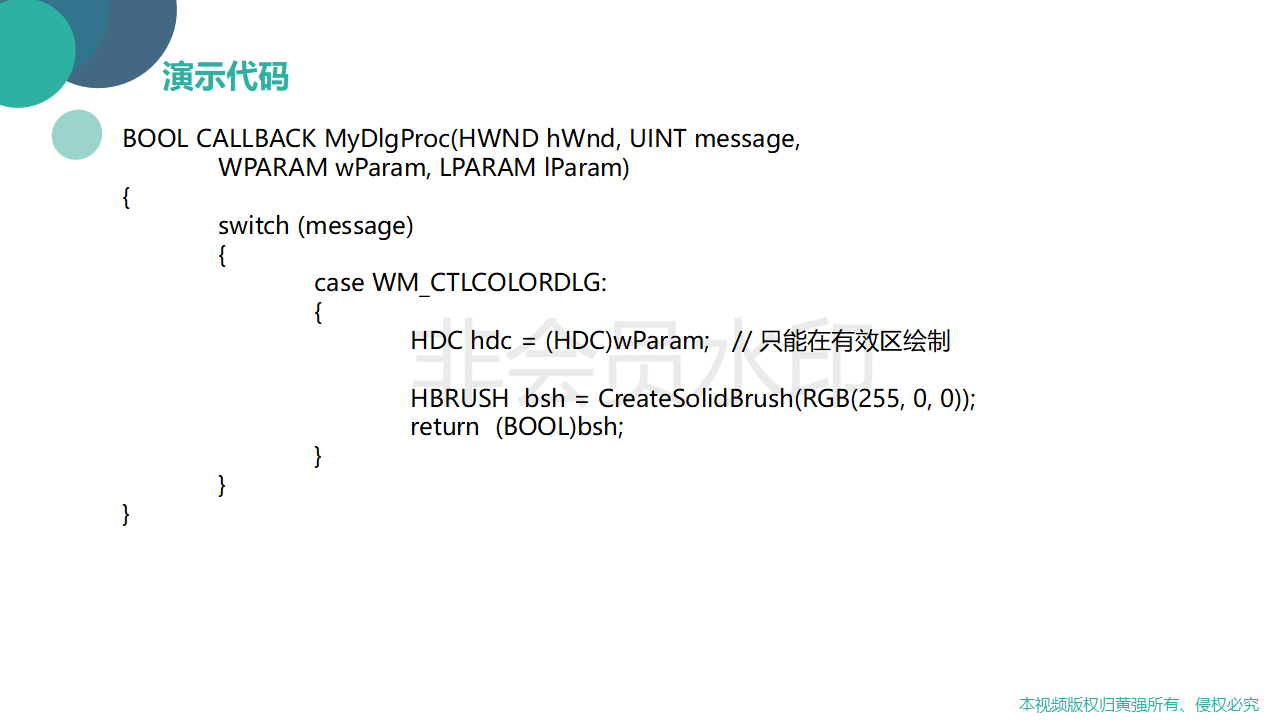 演示代码
BOOL CALLBACK MyDlgProc(HWND hWnd, UINT message,
WPARAM wParam, LPARAM lParam)
{
switch (message)
{
case WM_CTLCOLORDLG:
{
HDC hdc = (HDC)wParam;   // 只能在有效区绘制
非会员水印
HBRUSH  bsh = CreateSolidBrush(RGB(255, 0, 0));
return  (BOOL)bsh;
}
}
}
本视频版权归黄强所有、侵权必究